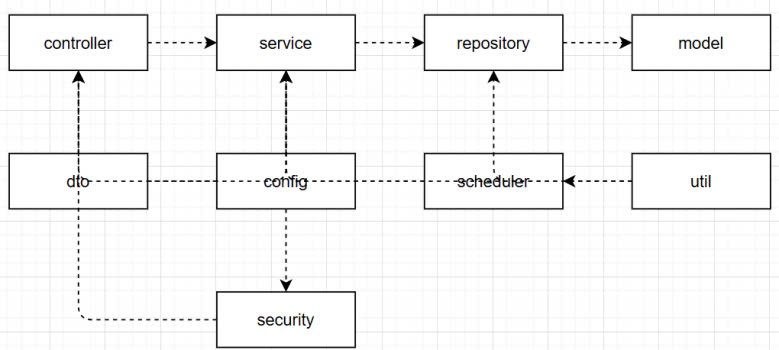 controller
service
repository
model
dto
config
scheduler
util
security